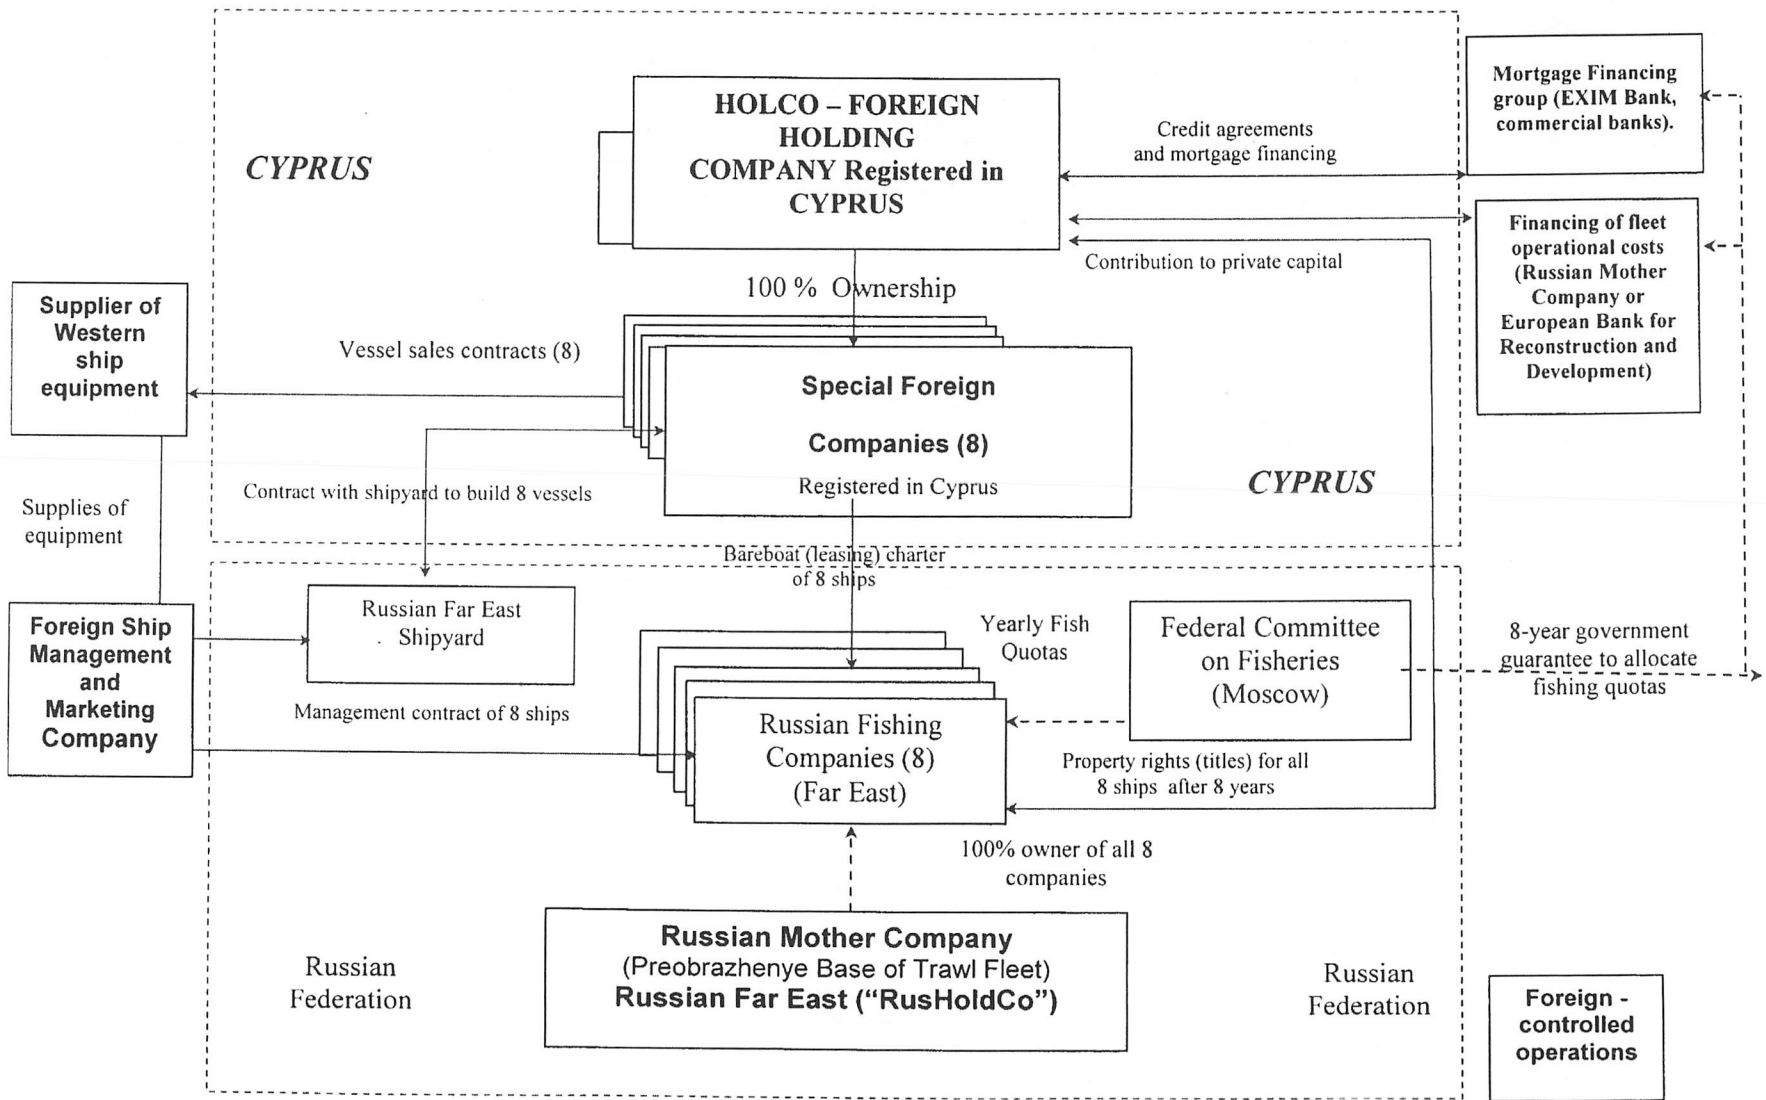 HOLCO – FOREIGN
HOLDING
COMPANY Registered in
CYPRUS
CYPRUS
Credit agreements
and mortgage financing
Mortgage Financing
group (EXIM Bank,
commercial banks).
Financing of fleet
operational costs
(Russian Mother
Company or
European Bank for
Reconstruction and
Development)
Contribution to private capital
100 % Ownership
Supplier of
Western
ship
equipment
Vessel sales contracts (8)
Special Foreign
Companies (8)
Registered in Cyprus
CYPRUS
Contract with shipyard to build 8 vessels
Supplies of
equipment
Bareboat (leasing) charter
of 8 ships
Russian Far East
Shipyard
Foreign Ship
Management
and
Marketing
Company
Management contract of 8 ships
Yearly Fish
Quotas
Federal Committee
on Fisheries
(Moscow)
8-year government
guarantee to allocate
fishing quotas
Russian Fishing
Companies (8)
(Far East)
Property rights (titles) for all
8 ships after 8 years
100% owner of all 8
companies
Russian Mother Company
(Preobrazhenye Base of Trawl Fleet)
Russian Far East (“RusHoldCo”)
Russian
Federation
Russian
Federation
Foreign -
controlled
operations